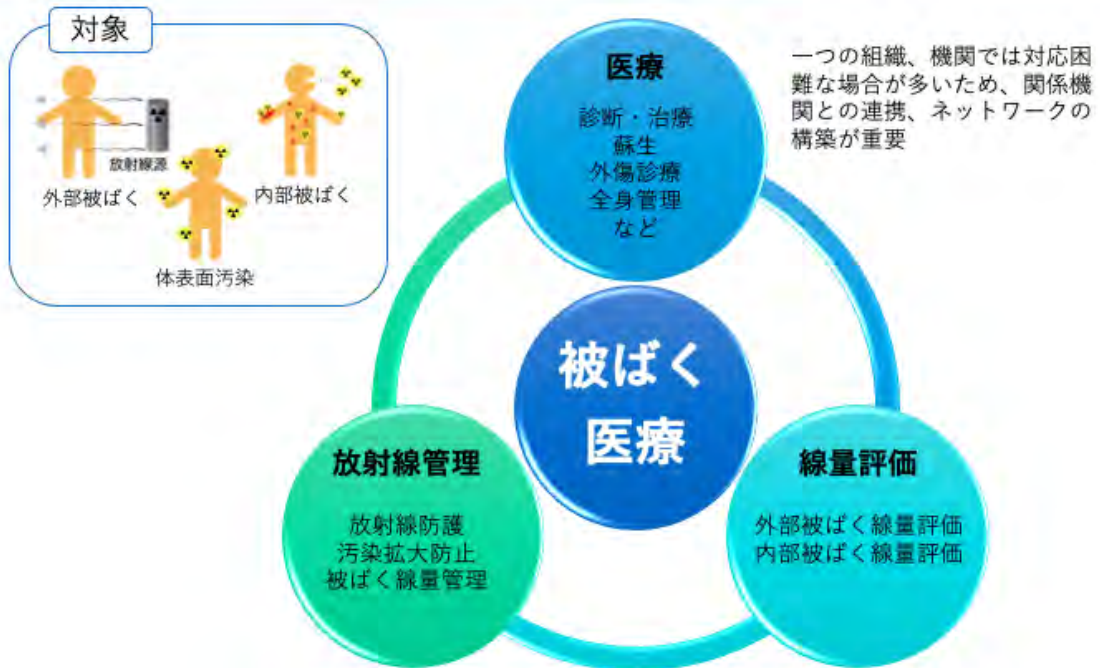 対象
放射線源
外部被ばく
内部被ばく
体表面汚染
医療
診断・治療
蘇生
外傷診療
全身管理
など
一つの組織、機関では対応困
難な場合が多いため、関係機
関との連携、ネットワークの
構築が重要
被ばく
医療
放射線管理
放射線防護
汚染拡大防止
被ばく線量管理
線量評価
外部被ばく線量評価
内部被ばく線量評価